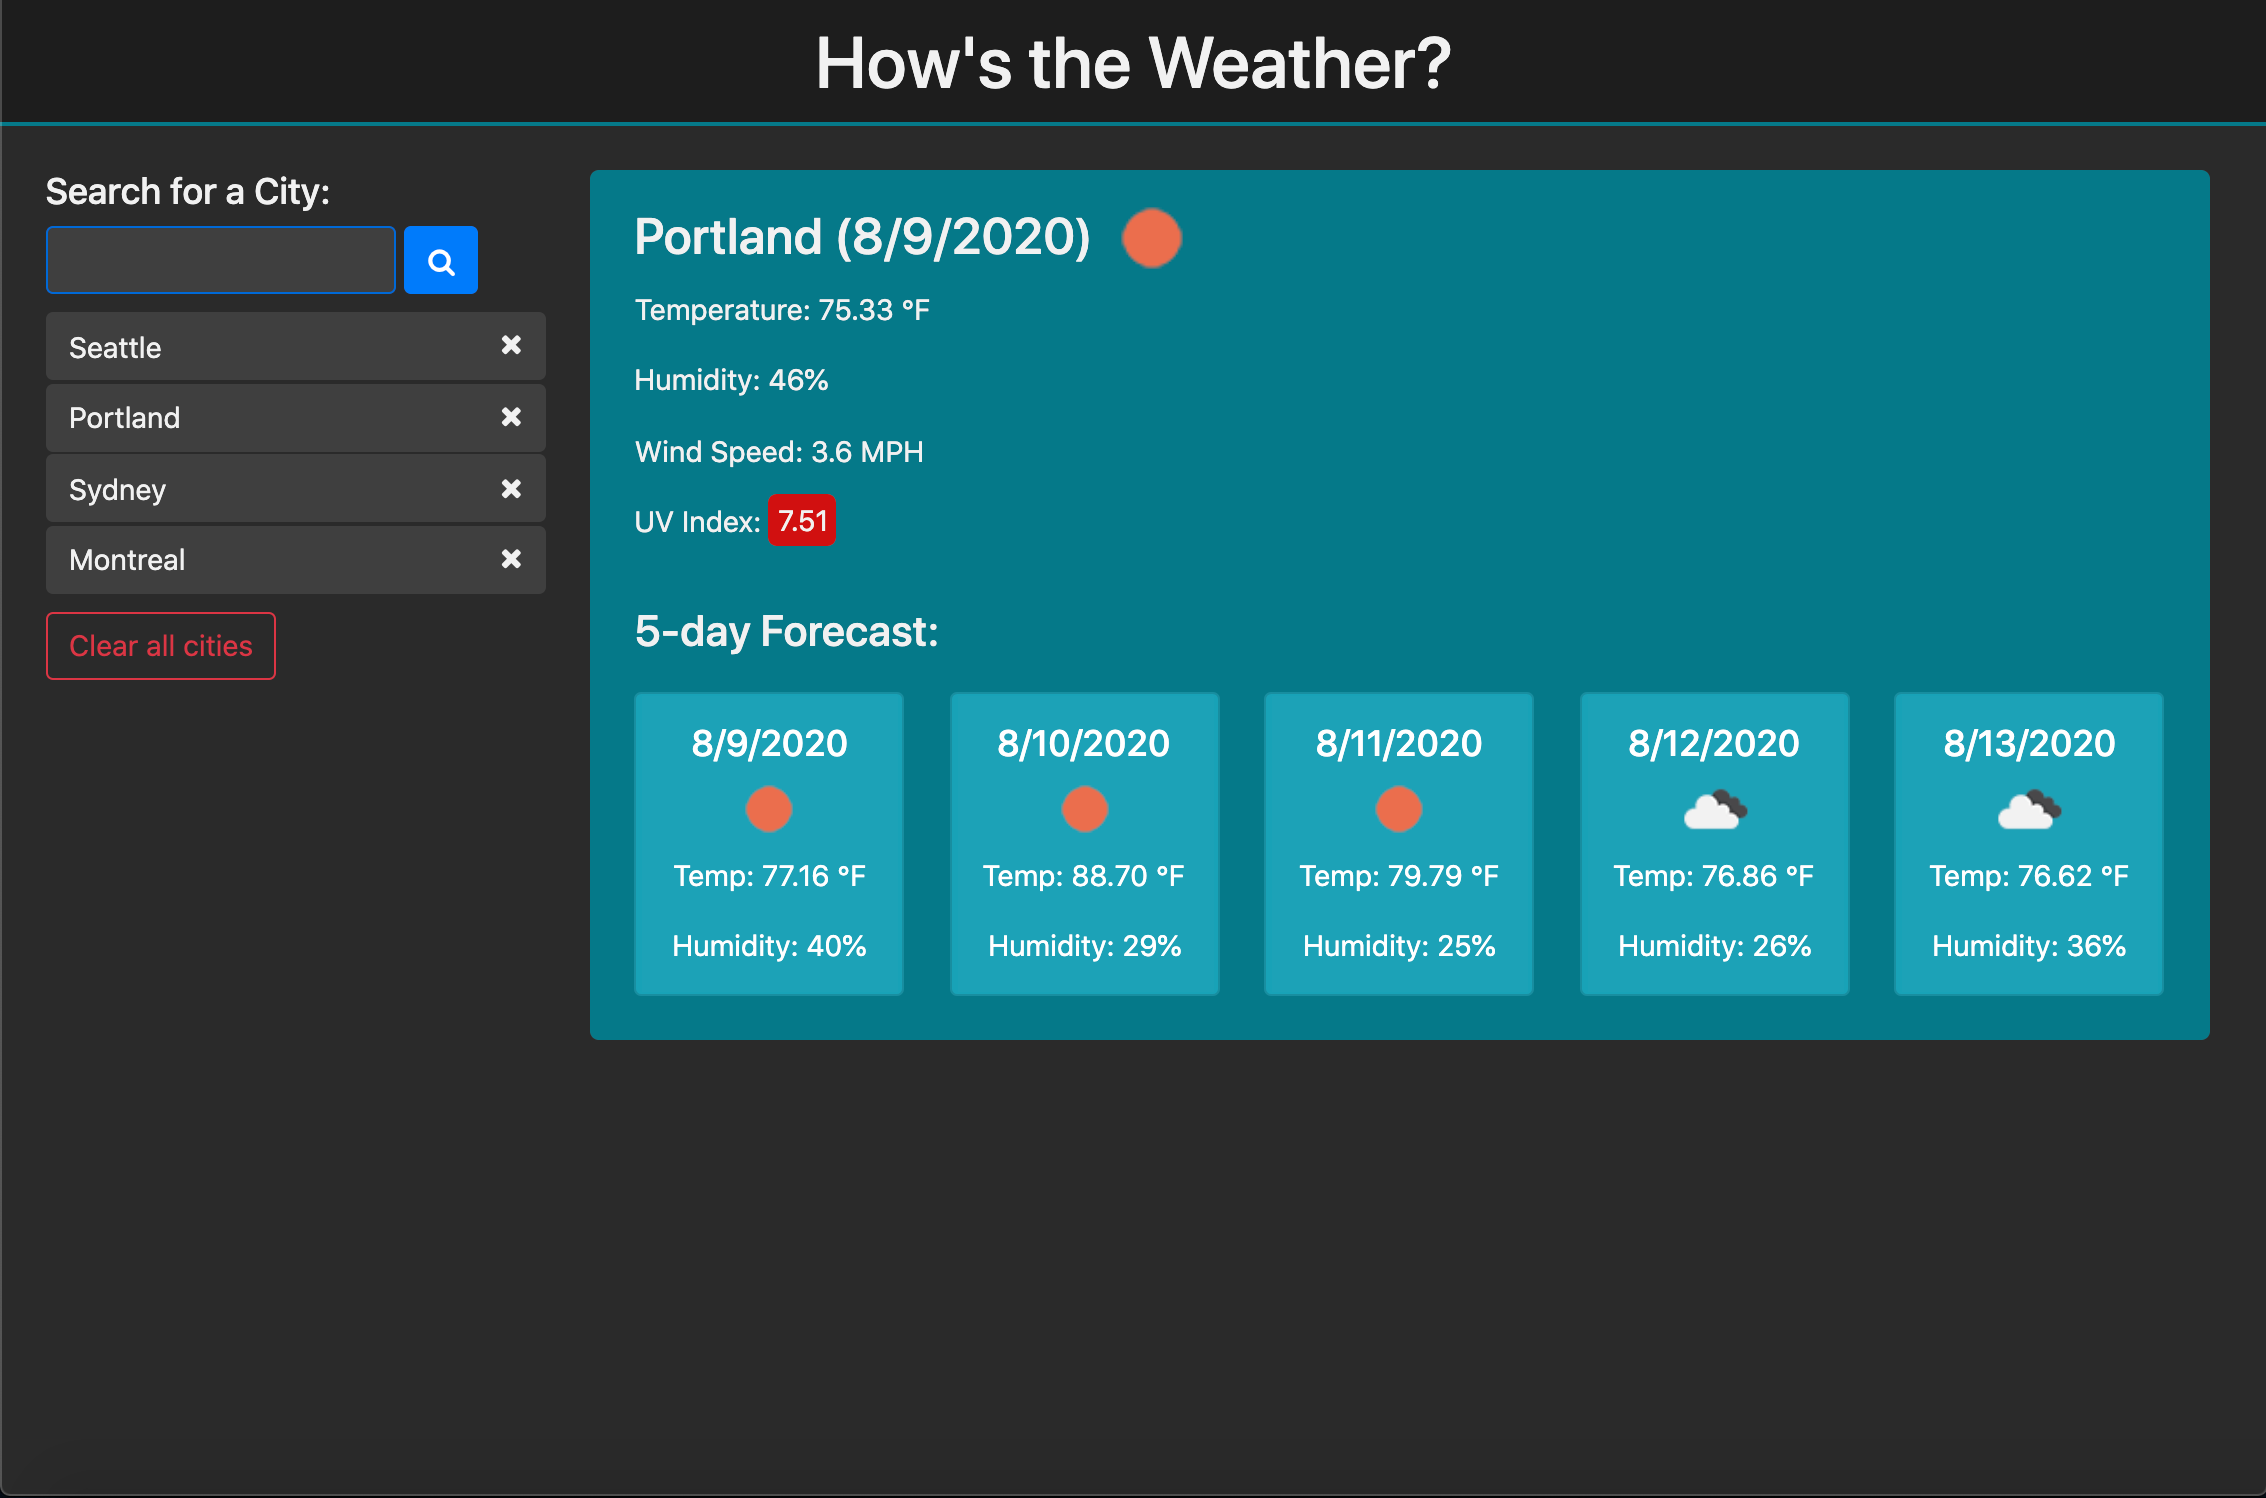 How's the Weather?
Search for a City:
Seattle
Portland
Sydney
Montreal
Clear all cities
Portland (8/9/2020)
Temperature: 75.33 °F
Humidity: 46%
Wind Speed: 3.6 MPH
UV Index: 7.51
5-day Forecast:
8/9/2020
Temp: 77.16 °F
Humidity: 40%
8/10/2020
Temp: 88.70 °F
Humidity: 29%
8/11/2020
Temp: 79.79 °F
Humidity: 25%
8/12/2020
Temp: 76.86 °F
Humidity: 26%
8/13/2020
Temp: 76.62 °F
Humidity: 36%